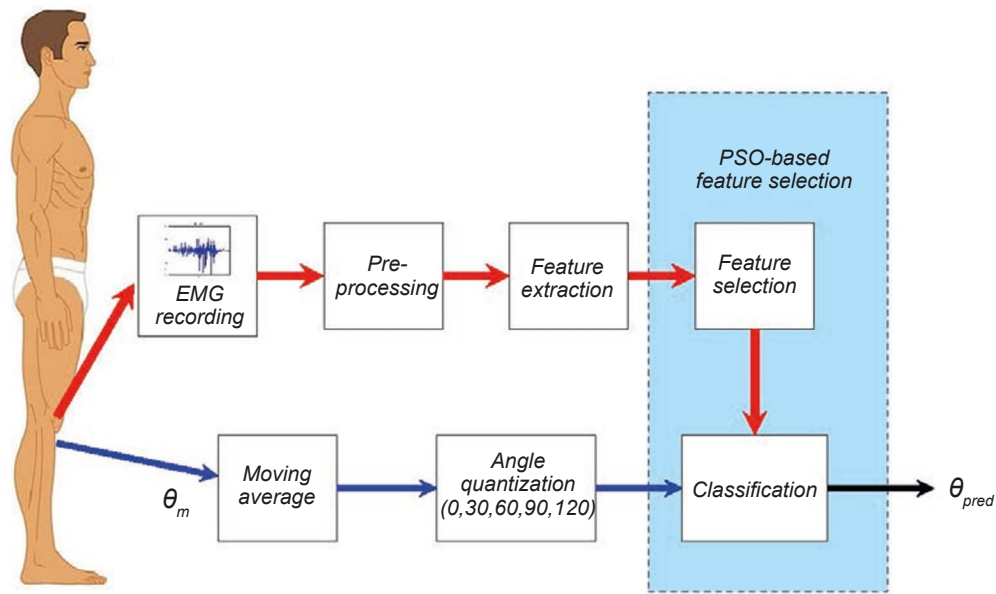 PSO-based
feature selection
EMG
recording
Pre-
processing
Feature
extraction
Feature
selection
θm
Moving
average
Angle
quantization
(0,30,60,90,120)
Classification
θpred